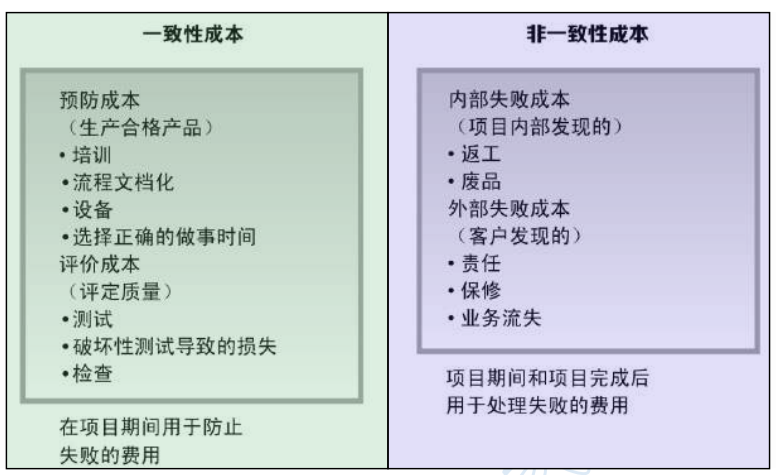 一致性成本
预防成本
（生产合格产品）
•培训
•流程文档化
•设备
•选择正确的做事时间
评价成本
（评定质量）
•测试
•破坏性测试导致的损失
•检查
在项目期间用于防止
失败的费用
非一致性成本
内部失败成本
（项目内部发现的）
•返工
•废品
外部失败成本
（客户发现的）
•责任
•保修
•业务流失
项目期间和项目完成后
用于处理失败的费用